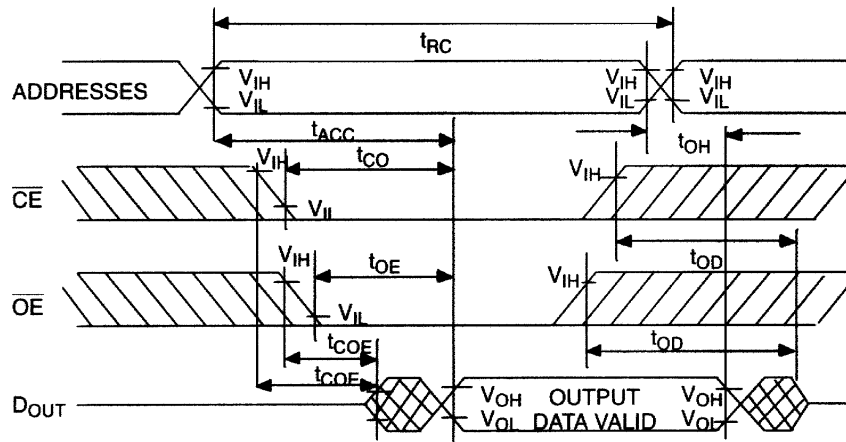 tRC
ADDRESSES
VIH
VIL
VIH
VIL
VIH
VIL
tACC
tOH
CE
VIH
tCO
VIL
VIH
tOD
OE
VIH
tOE
VIL
VIH
tOD
tCOE
tCOE
DOUT
VOH
VOL
OUTPUT
DATA VALID
VOH
VOL